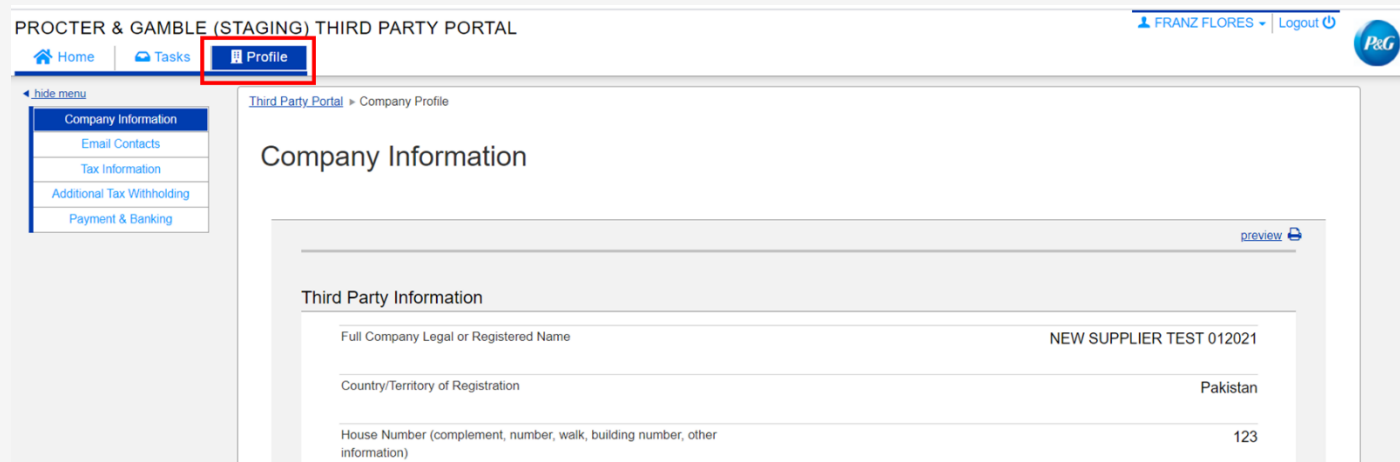 PROCTER & GAMBLE (STAGING) THIRD PARTY PORTAL
FRANZ FLORES Logout
P&G
Home Tasks Profile
hide menu
Company Information
Email Contacts
Tax Information
Additional Tax Withholding
Payment & Banking
Third Party Portal Company Profile
Company Information
preview
Third Party Information
Full Company Legal or Registered Name NEW SUPPLIER TEST 012021
Country/Territory of Registration Pakistan
House Number (complement, number, walk, building number, other 123
information)